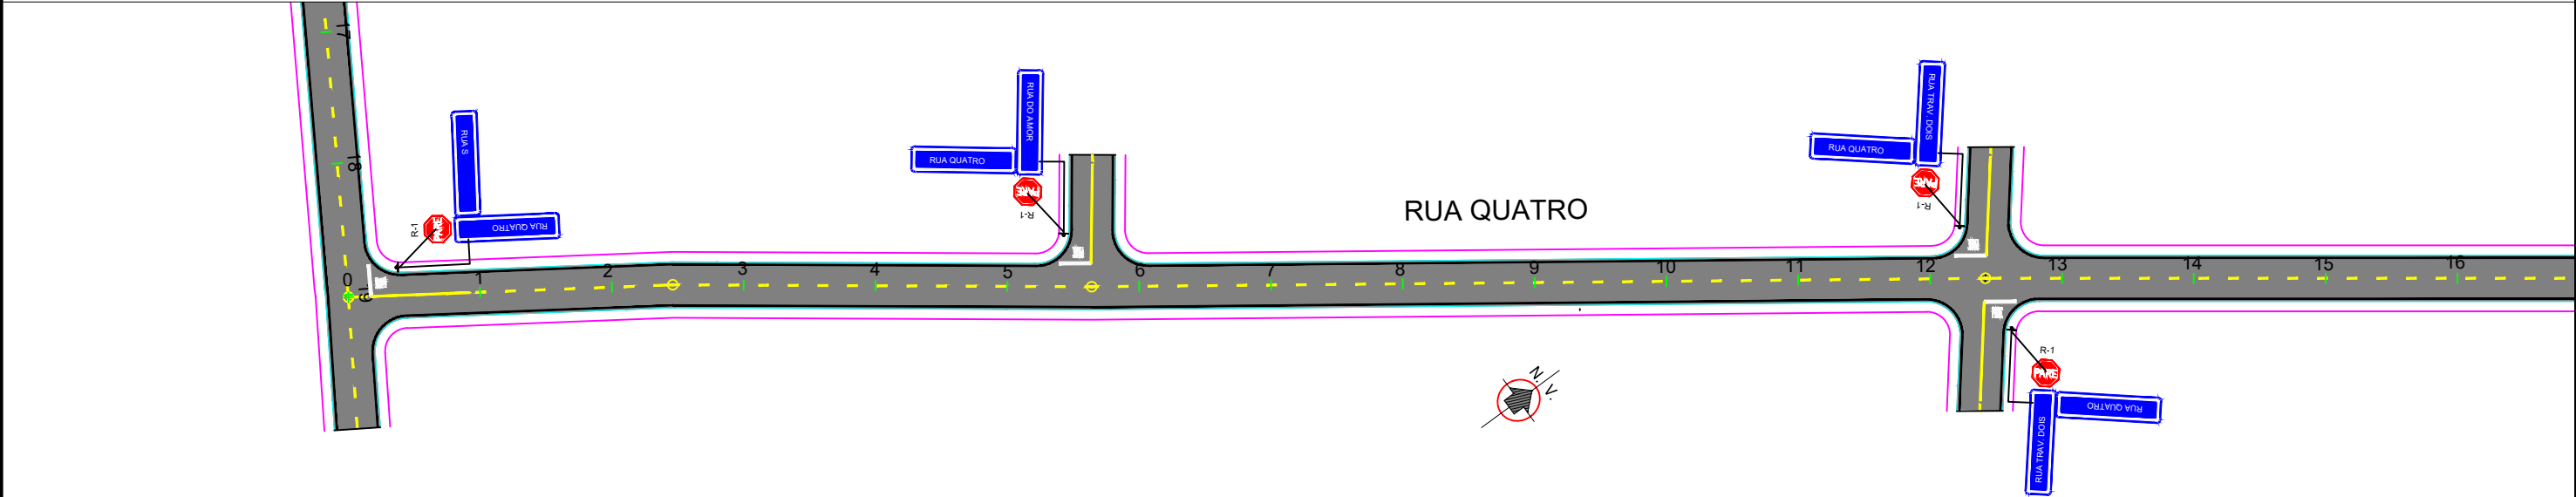 17
18
19
RUA S
RUA QUATRO
PARE
R-1
RUA DO AMOR
RUA QUATRO
PARE
R-1
RUA QUATRO
RUA TRAV. DOIS
RUA QUATRO
PARE
R-1
0 1 2 3 4 5 6 7 8 9 10 11 12 13 14 15 16
N. V.
R-1
PARE
RUA QUATRO
RUA TRAV. DOIS